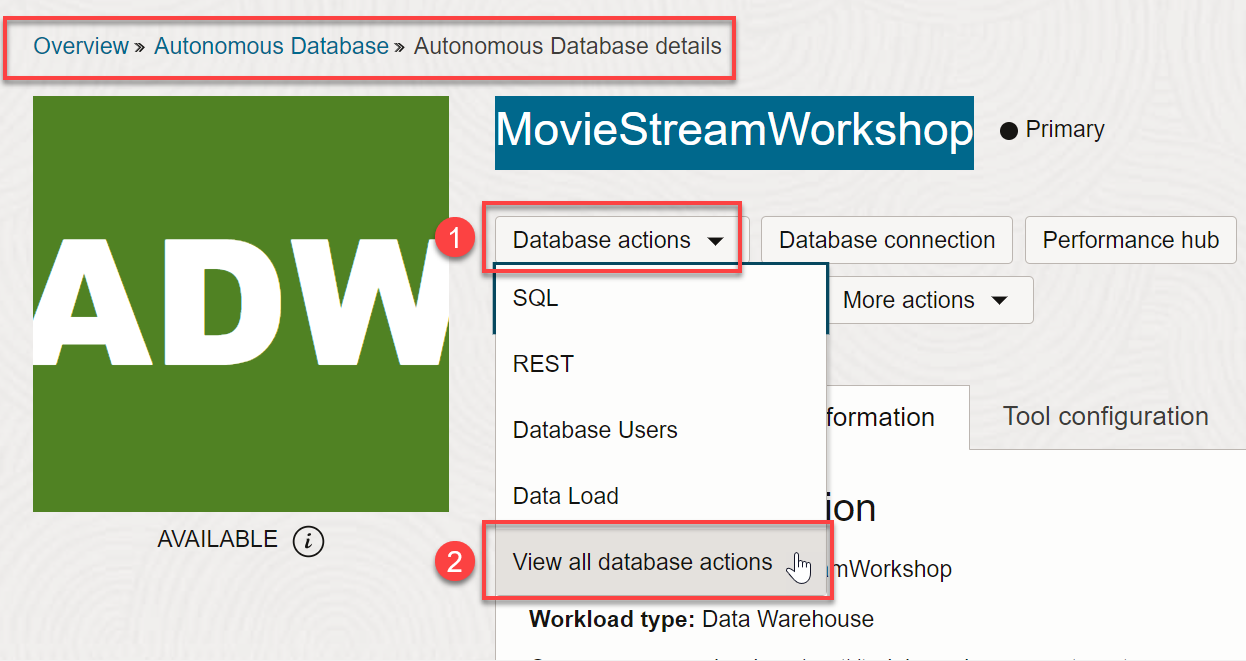 Overview » Autonomous Database » Autonomous Database details
MovieStreamWorkshop
Primary
ADW
AVAILABLE
i
1
Database actions
Database connection
Performance hub
More actions
SQL
REST
Database Users
Data Load
2
View all database actions
formation
Tool configuration
ion
mWorkshop
Workload type: Data Warehouse